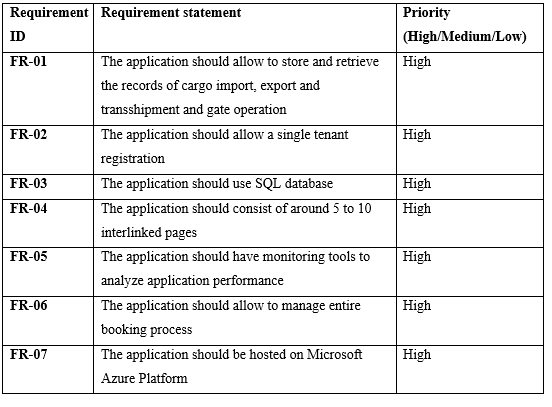 Requirement ID Requirement statement Priority (High/Medium/Low)
FR-01 The application should allow to store and retrieve High
the records of cargo import, export and
transshipment and gate operation
FR-02 The application should allow a single tenant High
registration
FR-03 The application should use SQL database High
FR-04 The application should consist of around 5 to 10 High
interlinked pages
FR-05 The application should have monitoring tools to High
analyze application performance
FR-06 The application should allow to manage entire High
booking process
FR-07 The application should be hosted on Microsoft High
Azure Platform